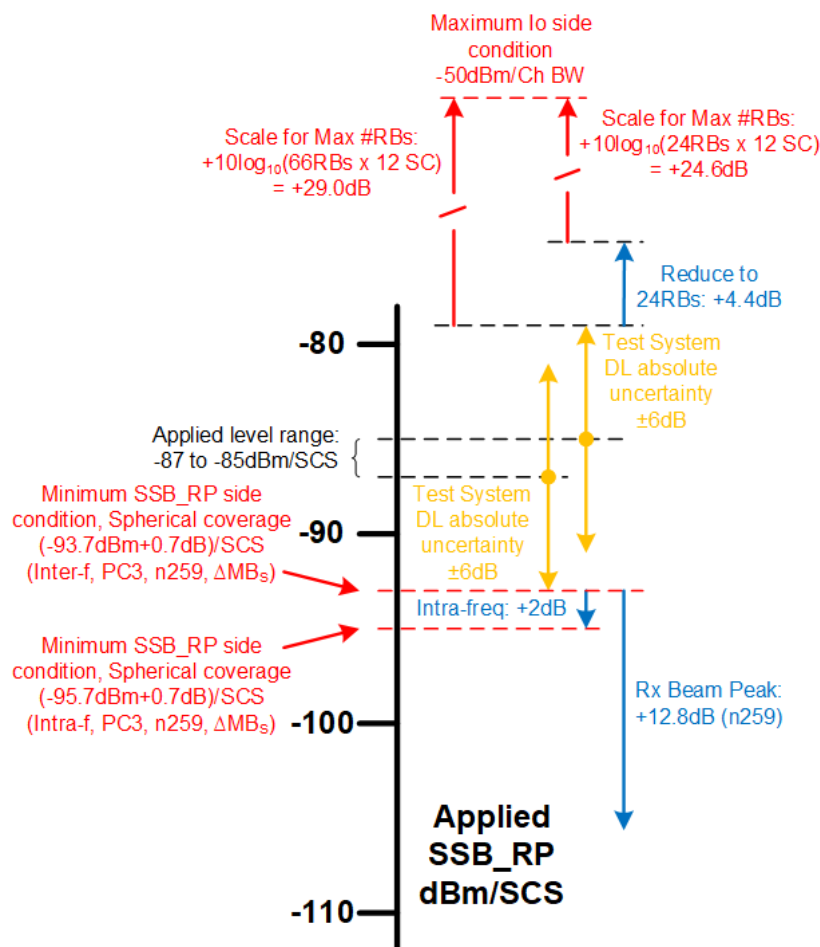 Maximum Io side
condition
-50dBm/Ch BW
Scale for Max #RBs:
+10log₁₀(66RBs x 12 SC)
= +29.0dB
Scale for Max #RBs:
+10log₁₀(24RBs x 12 SC)
= +24.6dB
Reduce to
24RBs: +4.4dB
-80
Test System
DL absolute
uncertainty
±6dB
Applied level range:
-87 to -85dBm/SCS
Minimum SSB_RP side
condition, Spherical coverage
(-93.7dBm+0.7dB)/SCS
(Inter-f, PC3, n259, ΔMBₛ)
-90
Test System
DL absolute
uncertainty
±6dB
Intra-freq: +2dB
Minimum SSB_RP side
condition, Spherical coverage
(-95.7dBm+0.7dB)/SCS
(Intra-f, PC3, n259, ΔMBₛ)
Rx Beam Peak:
+12.8dB (n259)
-100
Applied
SSB_RP
dBm/SCS
-110